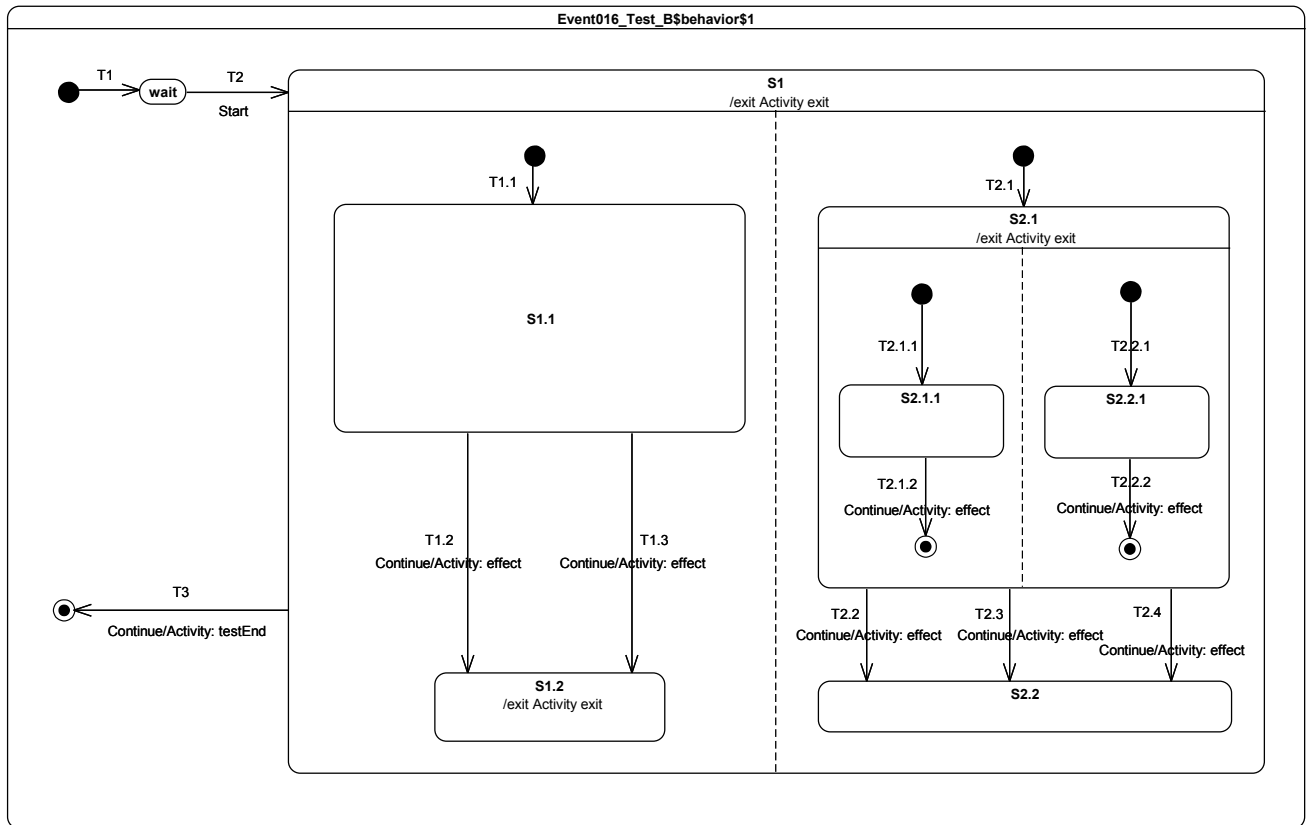 Event016_Test_B$behavior$1
T1
wait
T2
Start
S1
/exit Activity exit
T1.1
S1.1
T1.2
Continue/Activity: effect
T1.3
Continue/Activity: effect
S1.2
/exit Activity exit
T2.1
S2.1
/exit Activity exit
T2.1.1
S2.1.1
T2.1.2
Continue/Activity: effect
T2.2.1
S2.2.1
T2.2.2
Continue/Activity: effect
T2.2
Continue/Activity: effect
T2.3
Continue/Activity: effect
T2.4
Continue/Activity: effect
S2.2
T3
Continue/Activity: testEnd